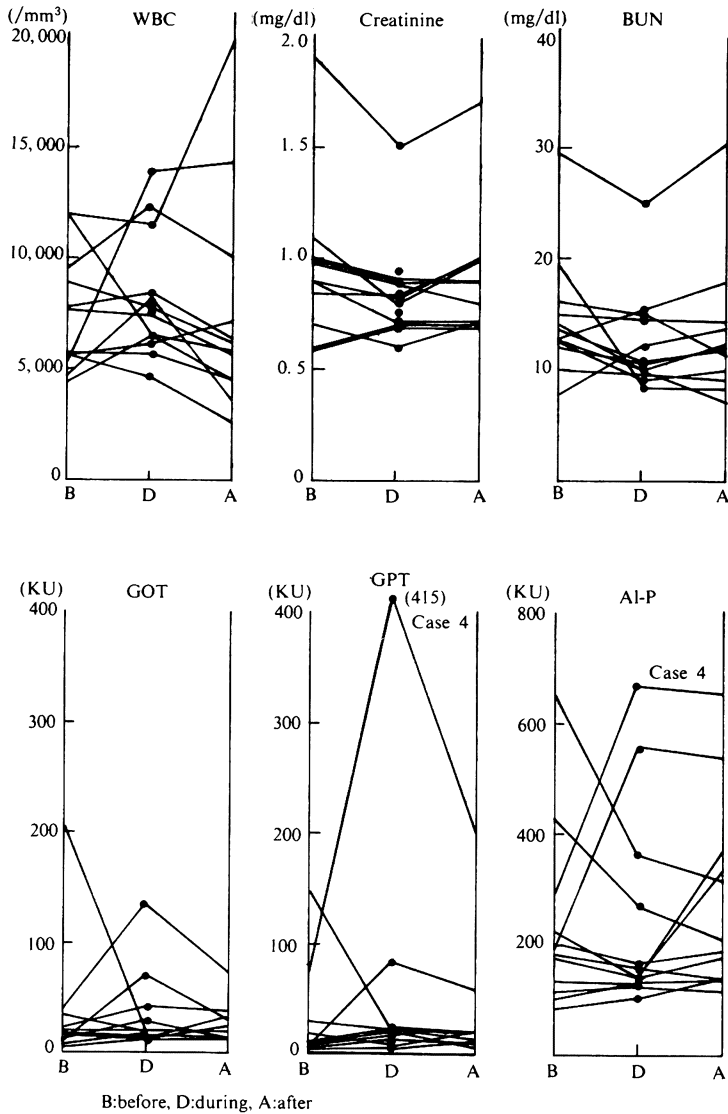 (/mm³) WBC
20,000
15,000
10,000
5,000
0
B D A
(mg/dl) Creatinine
2.0
1.5
1.0
0.5
0
B D A
(mg/dl) BUN
40
30
20
10
B D A
(KU) GOT
400
300
200
100
0
B D A
(KU) GPT
400
(415)
Case 4
300
200
100
0
B D A
(KU) Al-P
800
Case 4
600
400
200
B D A
B:before, D:during, A:after